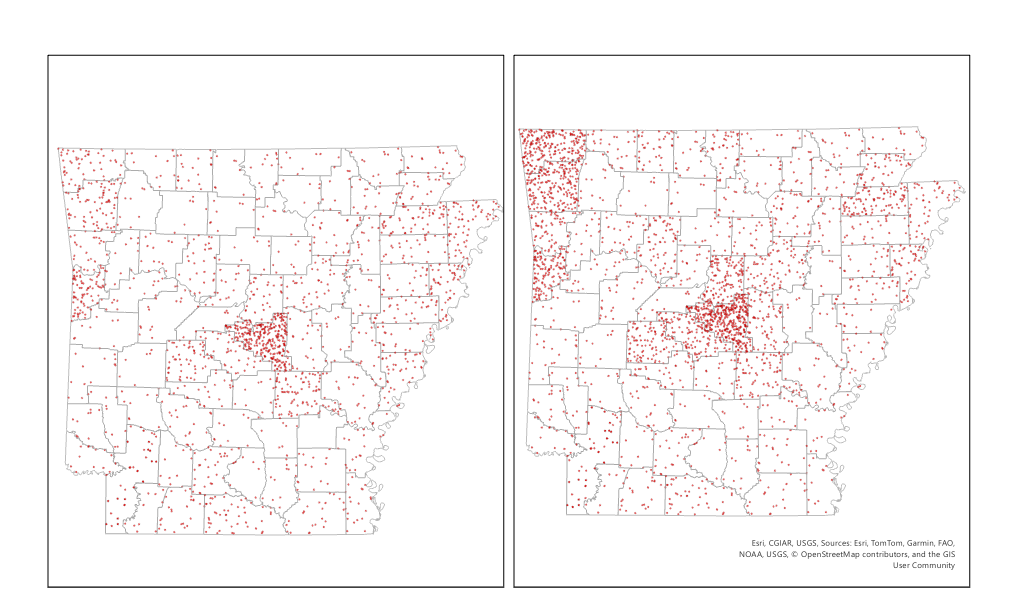 Esri, CGIAR, USGS, Sources: Esri, TomTom, Garmin, FAO,
NOAA, USGS, © OpenStreetMap contributors, and the GIS
User Community